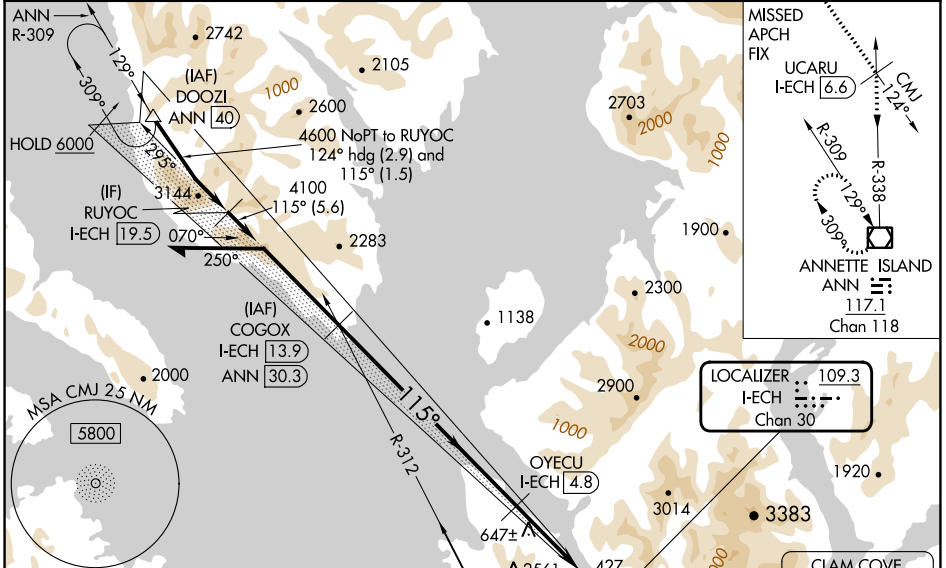 ANN
R-309
129°
309°
HOLD 6000
295°
2742
(IAF)
DOOZI
ANN 40
2105
1000
2600
4600 NoPT to RUYOC
124° hdg (2.9) and
115° (1.5)
3144
4100
115° (5.6)
(IF)
RUYOC
I-ECH 19.5
070°
250°
2283
(IAF)
COGOX
I-ECH 13.9
ANN 30.3
1138
2000
MSA CMJ 25 NM
5800
115°
R-312
OYECU
I-ECH 4.8
647±
2561
427
2703
2000
1000
1900
2300
2000
2900
1000
3014
3383
1920
000
MISSED
APCH
FIX
UCARU
I-ECH 6.6
CMJ
124°
R-309
129°
309°
R-338
ANNETTE ISLAND
ANN
117.1
Chan 118
LOCALIZER 109.3
I-ECH
Chan 30
CLAM COVE